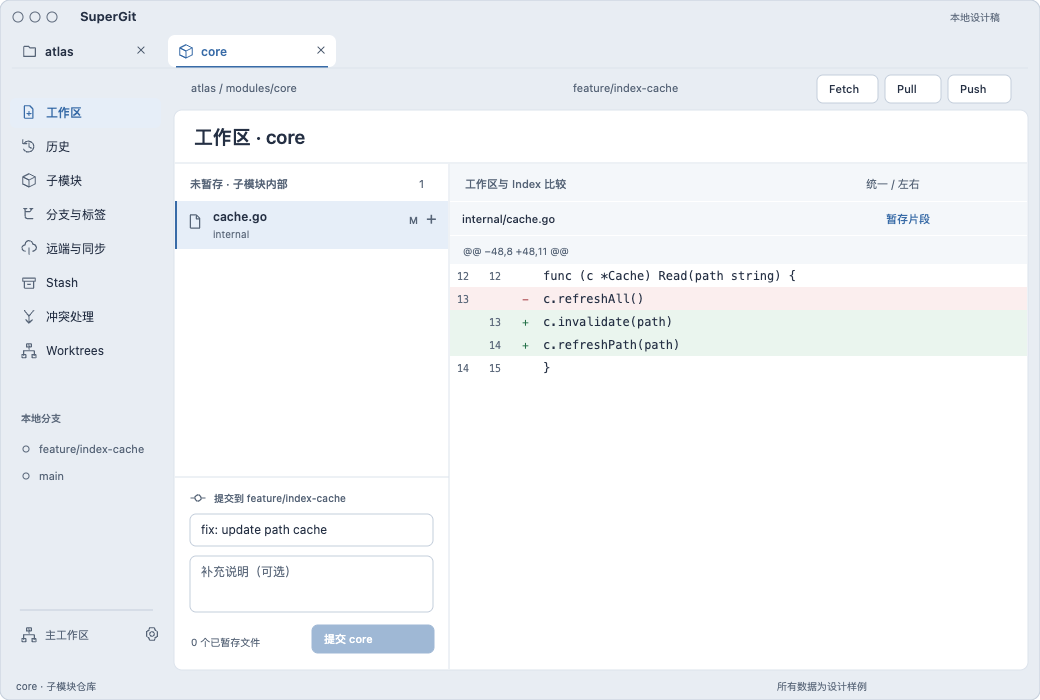 SuperGit
本地设计稿
atlas
core
atlas / modules/core
feature/index-cache
Fetch
Pull
Push
工作区
历史
子模块
分支与标签
远端与同步
Stash
冲突处理
Worktrees
本地分支
feature/index-cache
main
主工作区
工作区 · core
未暂存 · 子模块内部 1
cache.go M +
internal
提交到 feature/index-cache
fix: update path cache
补充说明（可选）
0 个已暂存文件
提交 core
工作区与 Index 比较
统一 / 左右
internal/cache.go
暂存片段
@@ −48,8 +48,11 @@
12 12 func (c *Cache) Read(path string) {
13 − c.refreshAll()
13 + c.invalidate(path)
14 + c.refreshPath(path)
14 15 }
core · 子模块仓库
所有数据为设计样例